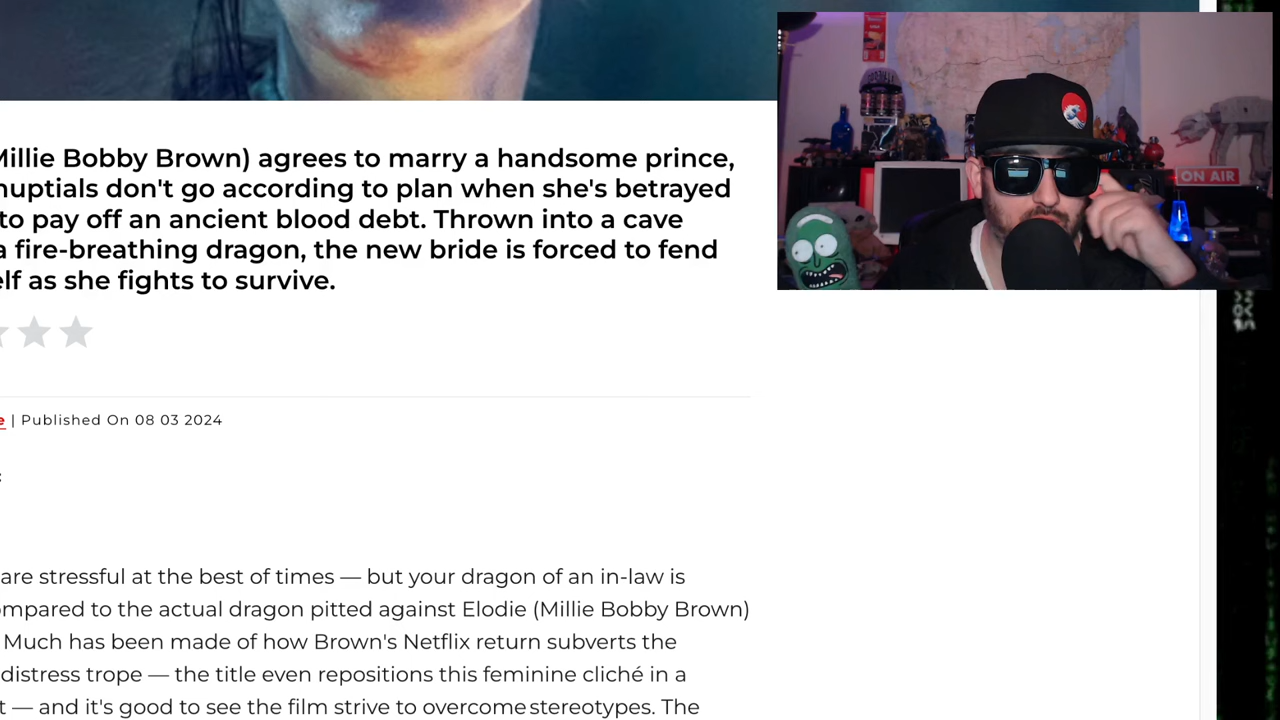 Millie Bobby Brown) agrees to marry a handsome prince,
nuptials don't go according to plan when she's betrayed
to pay off an ancient blood debt. Thrown into a cave
a fire-breathing dragon, the new bride is forced to fend
elf as she fights to survive.
ON AIR
e | Published On 08 03 2024
:
are stressful at the best of times — but your dragon of an in-law is
ompared to the actual dragon pitted against Elodie (Millie Bobby Brown)
Much has been made of how Brown's Netflix return subverts the
distress trope — the title even repositions this feminine cliché in a
t — and it's good to see the film strive to overcome stereotypes. The